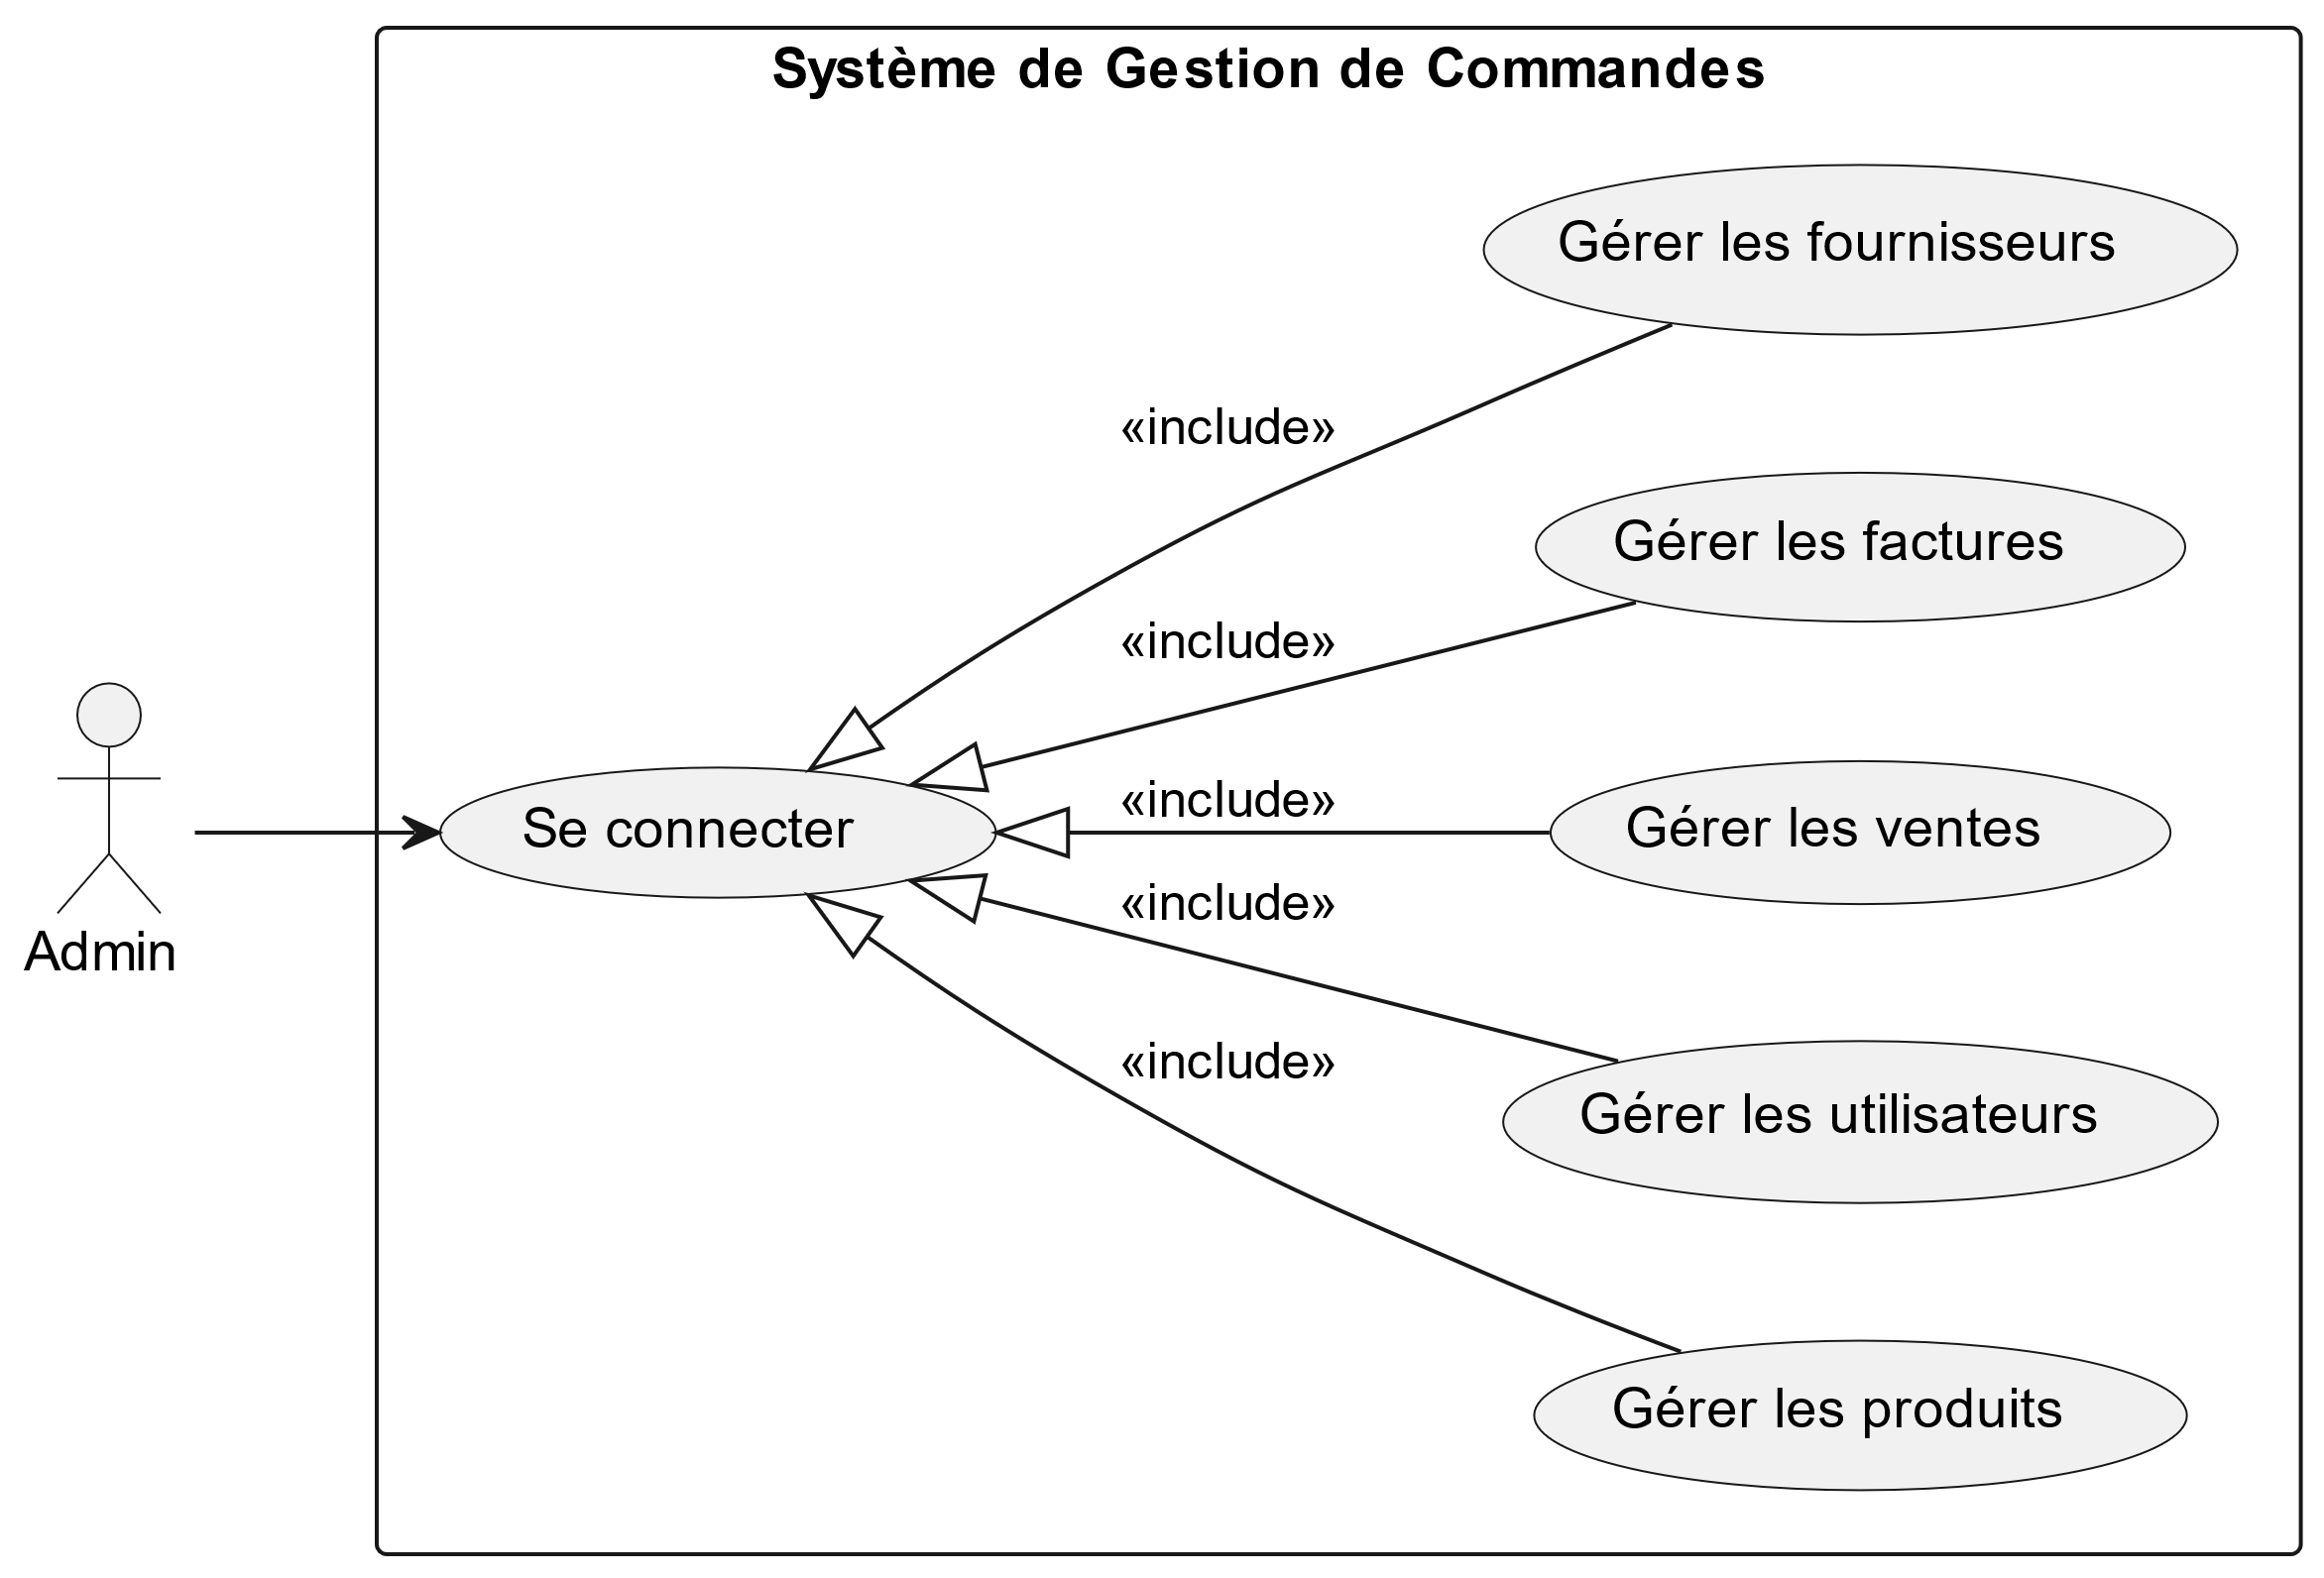 Système de Gestion de Commandes
Gérer les fournisseurs
«include»
Gérer les factures
«include»
«include»
Se connecter
Gérer les ventes
«include»
Admin
«include»
Gérer les utilisateurs
Gérer les produits